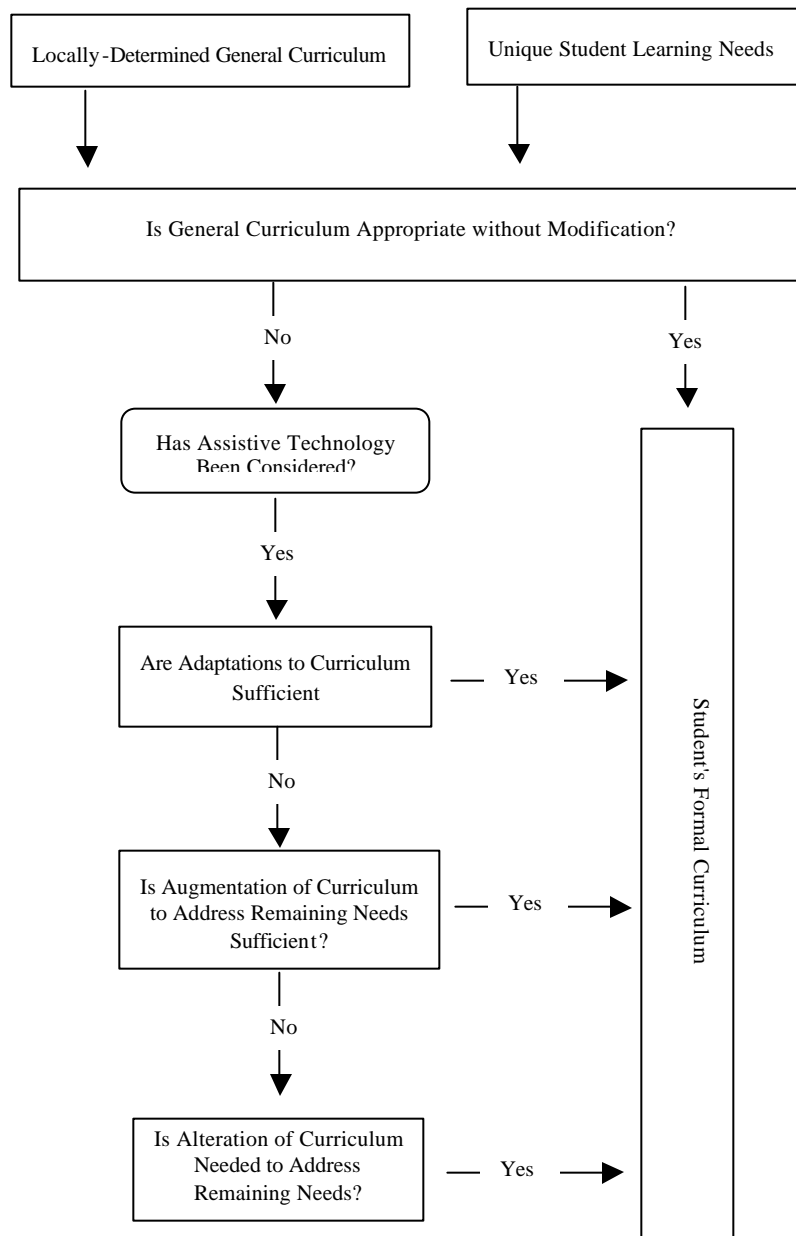 Locally-Determined General Curriculum
Unique Student Learning Needs
Is General Curriculum Appropriate without Modification?
No
Yes
Has Assistive Technology
Been Considered?
Yes
Are Adaptations to Curriculum
Sufficient
Yes
No
Is Augmentation of Curriculum
to Address Remaining Needs
Sufficient?
Yes
No
Is Alteration of Curriculum
Needed to Address
Remaining Needs?
Yes
Student's Formal Curriculum